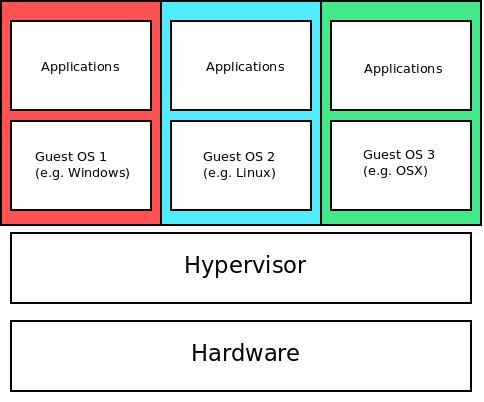 Applications
Applications
Applications
Guest OS 1
(e.g. Windows)
Guest OS 2
(e.g. Linux)
Guest OS 3
(e.g. OSX)
Hypervisor
Hardware